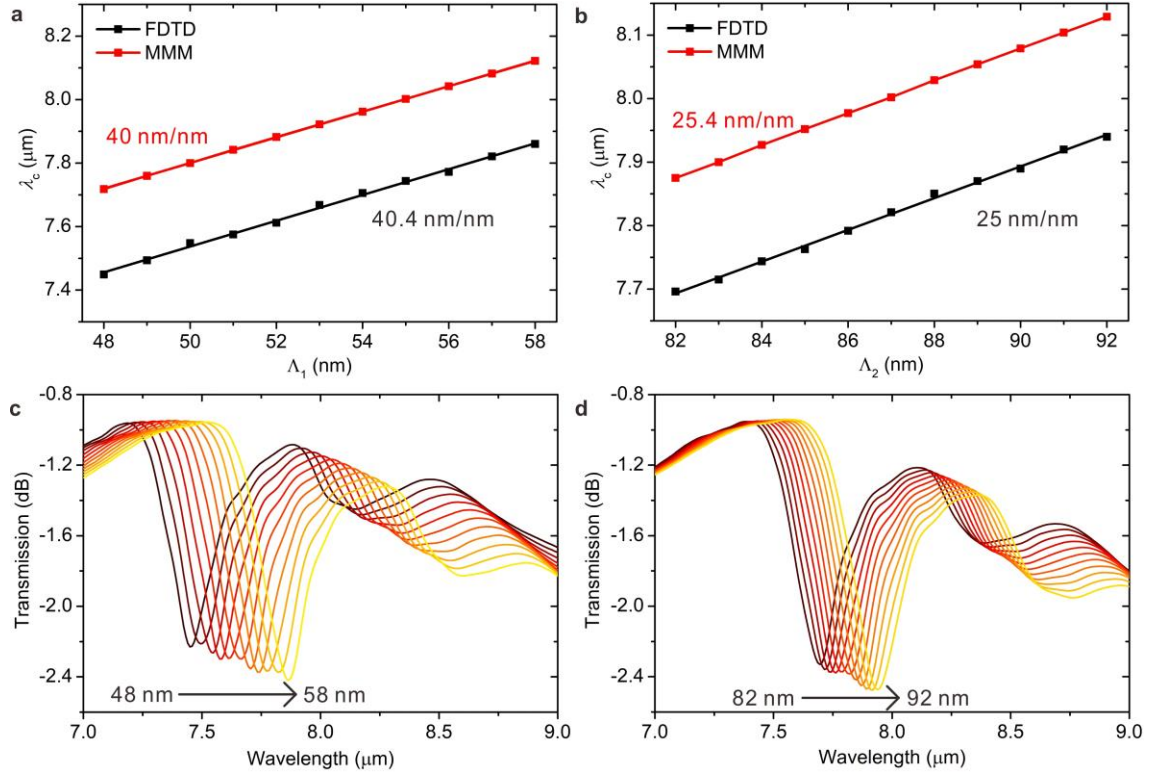 a
FDTD
MMM
8.2
8.0
7.8
7.6
7.4
40 nm/nm
40.4 nm/nm
λc (μm)
48 50 52 54 56 58
Λ1 (nm)
b
FDTD
MMM
8.1
8.0
7.9
7.8
7.7
25.4 nm/nm
25 nm/nm
λc (μm)
82 84 86 88 90 92
Λ2 (nm)
c
-0.8
-1.2
-1.6
-2.0
-2.4
Transmission (dB)
48 nm 58 nm
7.0 7.5 8.0 8.5 9.0
Wavelength (μm)
d
-0.8
-1.2
-1.6
-2.0
-2.4
Transmission (dB)
82 nm 92 nm
7.0 7.5 8.0 8.5 9.0
Wavelength (μm)